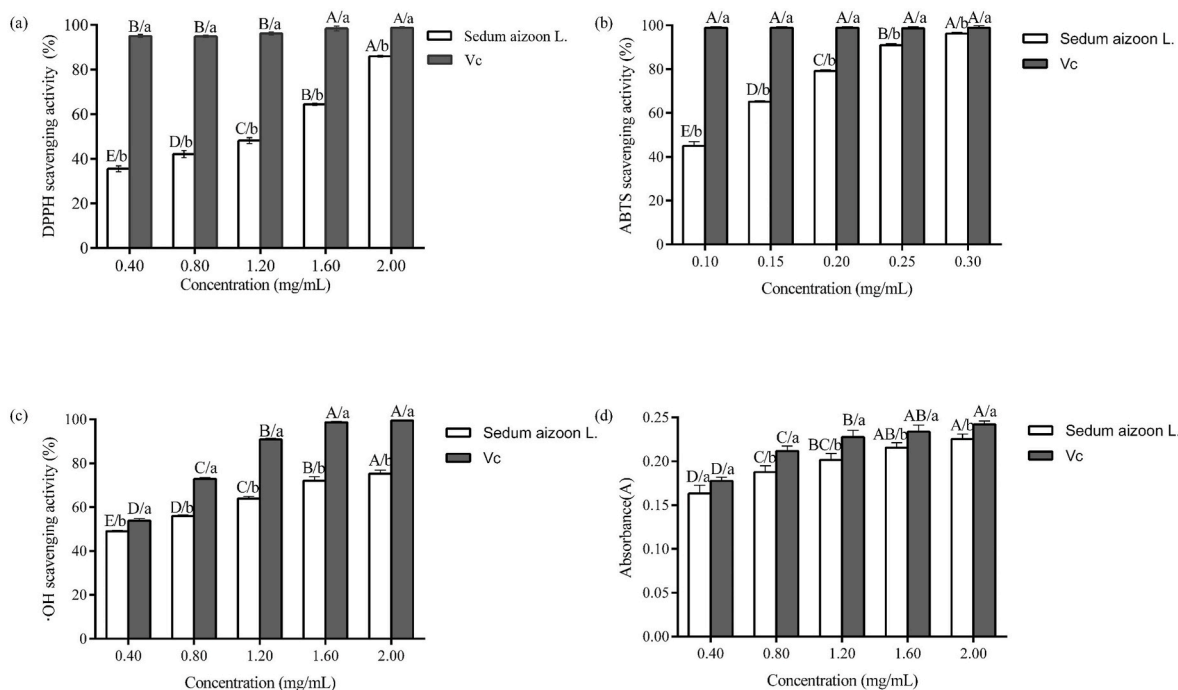 (a)
DPPH scavenging activity (%)
100
80
60
40
20
0
E/b B/a D/b B/a C/b B/a B/b A/a A/b A/a
0.40 0.80 1.20 1.60 2.00
Concentration (mg/mL)
Sedum aizoon L.
Vc
(b)
ABTS scavenging activity (%)
100
80
60
40
20
0
E/b A/a D/b A/a C/b A/a B/b A/a A/b A/a
0.10 0.15 0.20 0.25 0.30
Concentration (mg/mL)
Sedum aizoon L.
Vc
(c)
·OH scavenging activity (%)
100
80
60
40
20
0
E/b D/a D/b C/a C/b B/a B/b A/a A/b A/a
0.40 0.80 1.20 1.60 2.00
Concentration (mg/mL)
Sedum aizoon L.
Vc
(d)
Absorbance(A)
0.25
0.20
0.15
0.10
0.05
0.00
D/a D/a C/b C/a BC/b B/a AB/b AB/a A/b A/a
0.40 0.80 1.20 1.60 2.00
Concentration (mg/mL)
Sedum aizoon L.
Vc